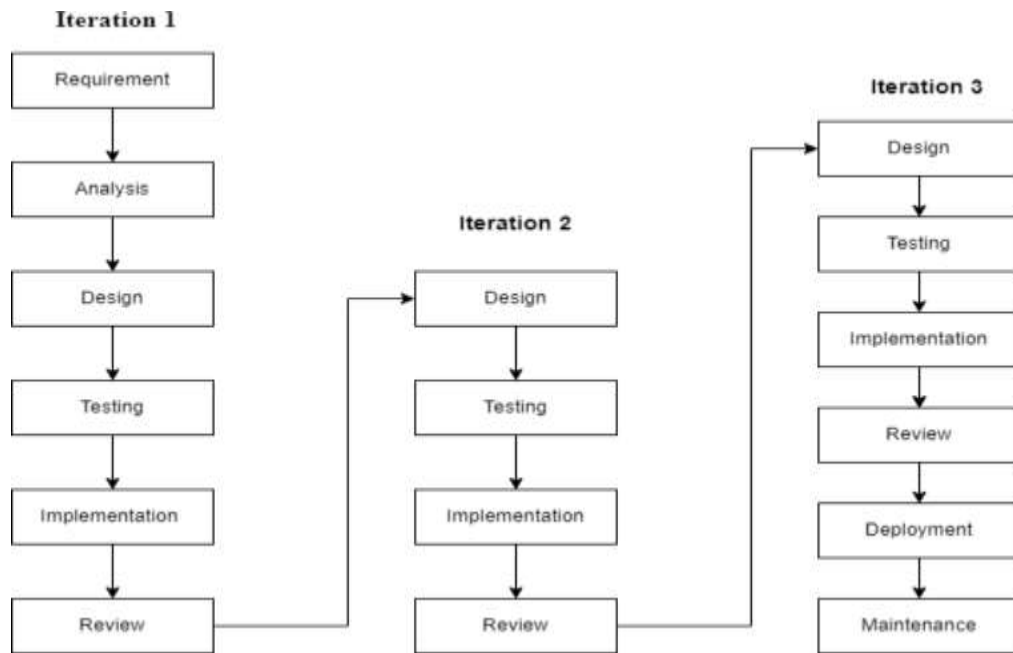 Iteration 1
Requirement
Analysis
Design
Testing
Implementation
Review
Iteration 2
Design
Testing
Implementation
Review
Iteration 3
Design
Testing
Implementation
Review
Deployment
Maintenance